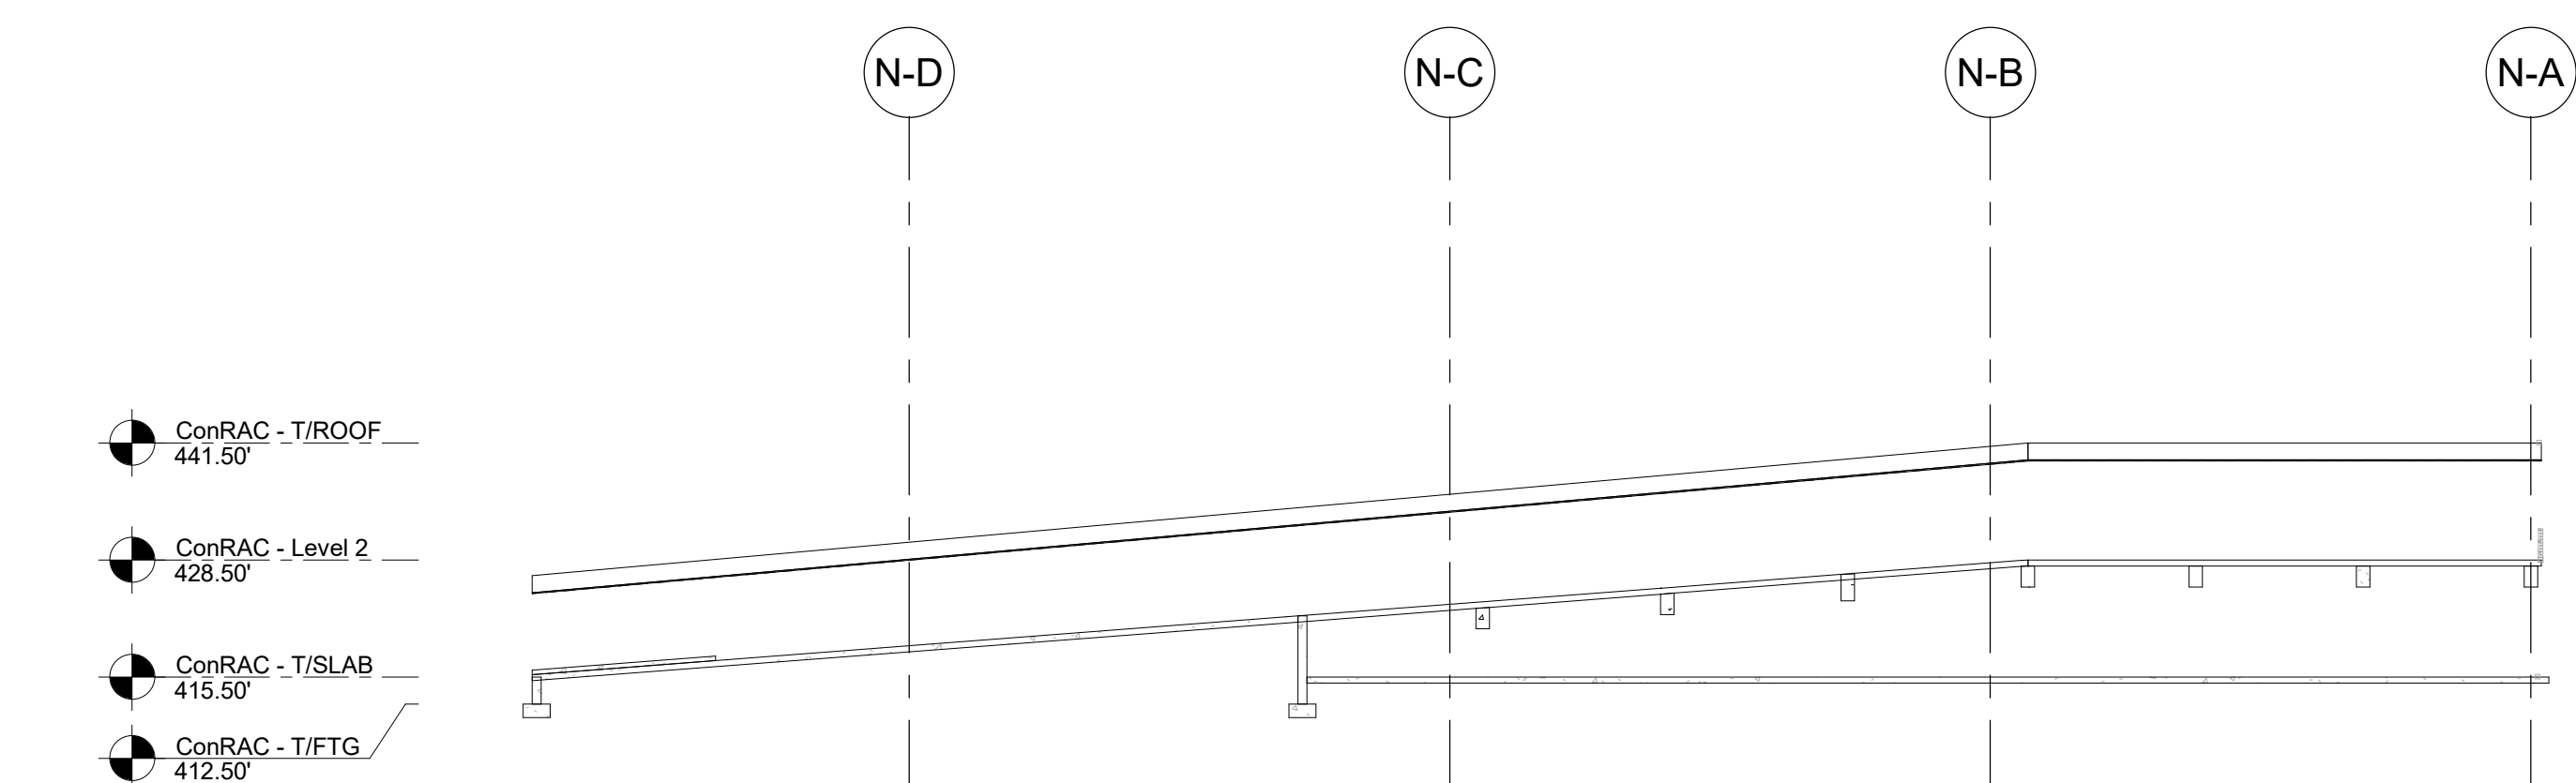 N-D
N-C
N-B
N-A
ConRAC - T/ROOF
441.50'
ConRAC - Level 2
428.50'
ConRAC - T/SLAB
415.50'
ConRAC - T/FTG
412.50'